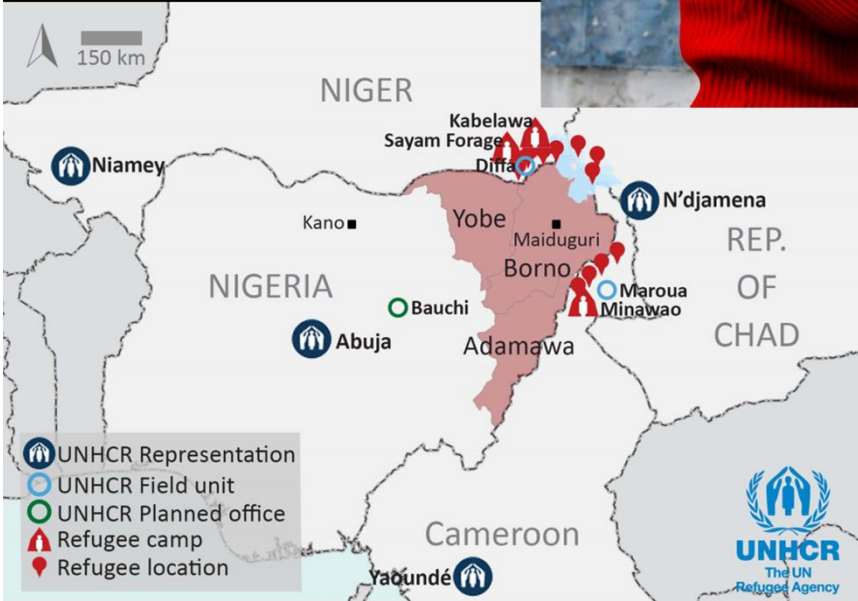 150 km
NIGER
Kabelawa
Sayam Forage
Diffa
Niamey
N'djamena
Kano
Yobe
Maiduguri
REP.
OF
CHAD
Borno
NIGERIA
Maroua
Minawao
Bauchi
Abuja
Adamawa
UNHCR Representation
UNHCR Field unit
UNHCR Planned office
Refugee camp
Refugee location
Cameroon
Yaoundé
UNHCR
The UN
Refugee Agency